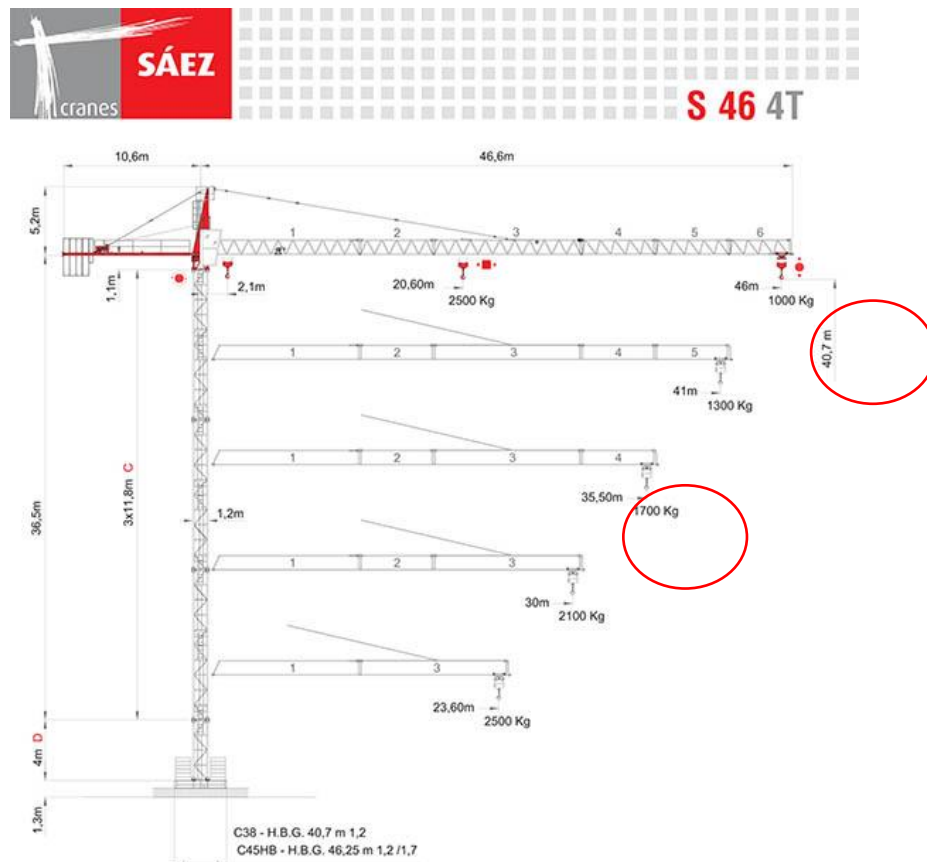 SÁEZ
cranes
S 46 4T
10,6m
46,6m
5,2m
1 2 3 4 5 6
1,1m
2,1m
20,60m
2500 Kg
46m
1000 Kg
40,7 m
1 2 3 4 5
41m
1300 Kg
1 2 3 4
35,50m
1700 Kg
36,5m
3x11,8m C
1,2m
1 2 3
30m
2100 Kg
1 3
23,60m
2500 Kg
4m D
1,3m
C38 - H.B.G. 40,7 m 1,2
C45HB - H.B.G. 46,25 m 1,2 /1,7